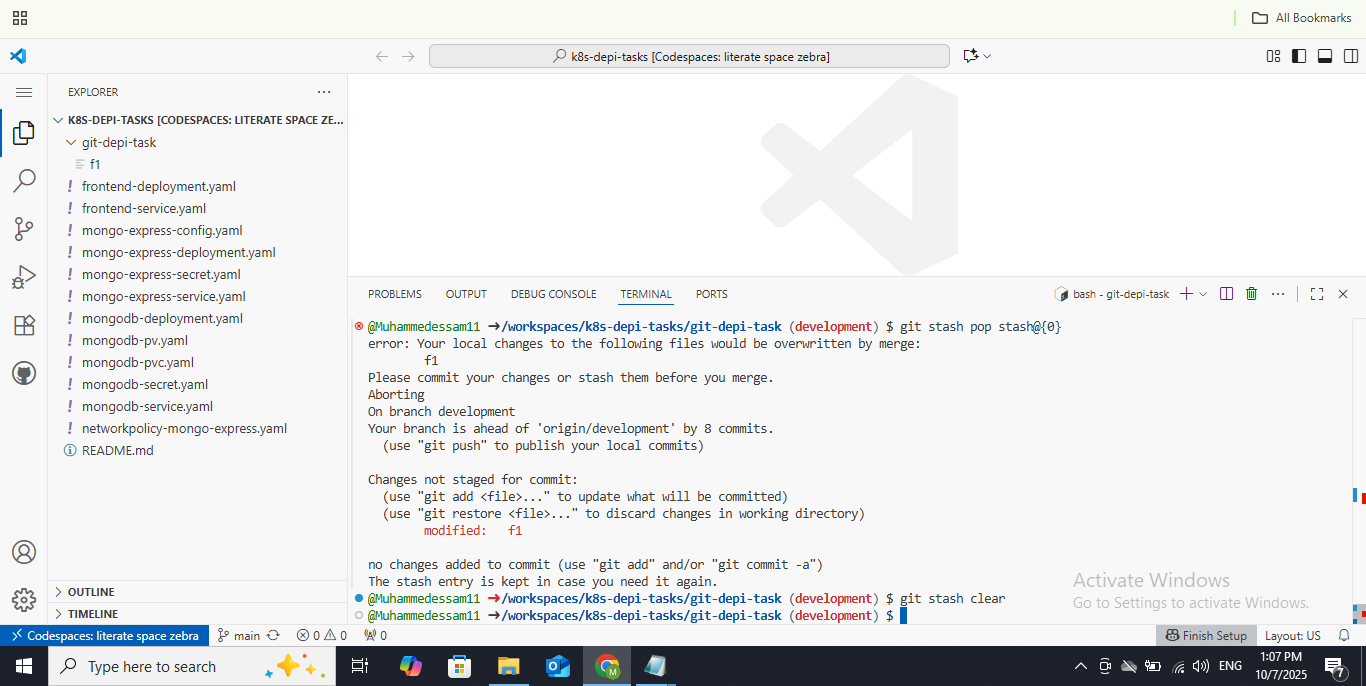 All Bookmarks
k8s-depi-tasks [Codespaces: literate space zebra]
EXPLORER
K8S-DEPI-TASKS [CODESPACES: LITERATE SPACE ZE...
git-depi-task
f1
frontend-deployment.yaml
frontend-service.yaml
mongo-express-config.yaml
mongo-express-deployment.yaml
mongo-express-secret.yaml
mongo-express-service.yaml
mongodb-deployment.yaml
mongodb-pv.yaml
mongodb-pvc.yaml
mongodb-secret.yaml
mongodb-service.yaml
networkpolicy-mongo-express.yaml
README.md
OUTLINE
TIMELINE
PROBLEMS OUTPUT DEBUG CONSOLE TERMINAL PORTS
bash - git-depi-task
@Muhammedessam11 ➜/workspaces/k8s-depi-tasks/git-depi-task (development) $ git stash pop stash@{0}
error: Your local changes to the following files would be overwritten by merge:
f1
Please commit your changes or stash them before you merge.
Aborting
On branch development
Your branch is ahead of 'origin/development' by 8 commits.
(use "git push" to publish your local commits)
Changes not staged for commit:
(use "git add <file>..." to update what will be committed)
(use "git restore <file>..." to discard changes in working directory)
modified: f1
no changes added to commit (use "git add" and/or "git commit -a")
The stash entry is kept in case you need it again.
@Muhammedessam11 ➜/workspaces/k8s-depi-tasks/git-depi-task (development) $ git stash clear
@Muhammedessam11 ➜/workspaces/k8s-depi-tasks/git-depi-task (development) $
Activate Windows
Go to Settings to activate Windows.
Codespaces: literate space zebra main 0 0 0 Finish Setup Layout: US
Type here to search
M
ENG
1:07 PM
10/7/2025
7